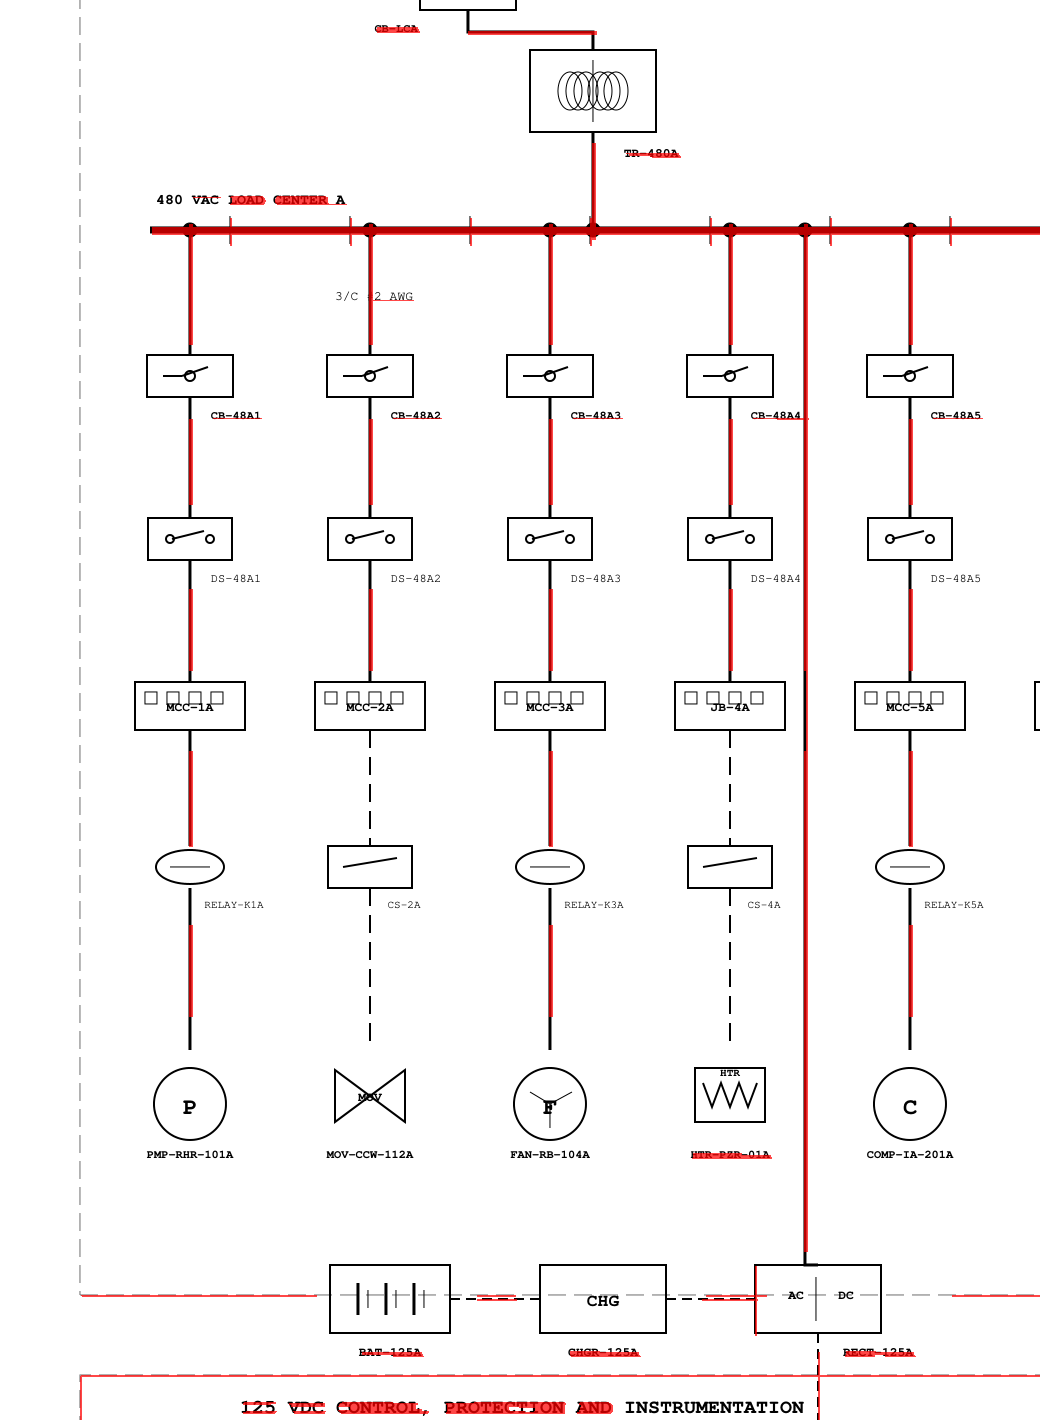 CB-LCA
TR-480A
480 VAC LOAD CENTER A
3/C #2 AWG
CB-48A1 CB-48A2 CB-48A3 CB-48A4 CB-48A5
DS-48A1 DS-48A2 DS-48A3 DS-48A4 DS-48A5
MCC-1A MCC-2A MCC-3A JB-4A MCC-5A
RELAY-K1A CS-2A RELAY-K3A CS-4A RELAY-K5A
HTR
P MOV F C
PMP-RHR-101A MOV-CCW-112A FAN-RB-104A HTR-PZR-01A COMP-IA-201A
CHG AC DC
BAT-125A CHGR-125A RECT-125A
125 VDC CONTROL, PROTECTION AND INSTRUMENTATION